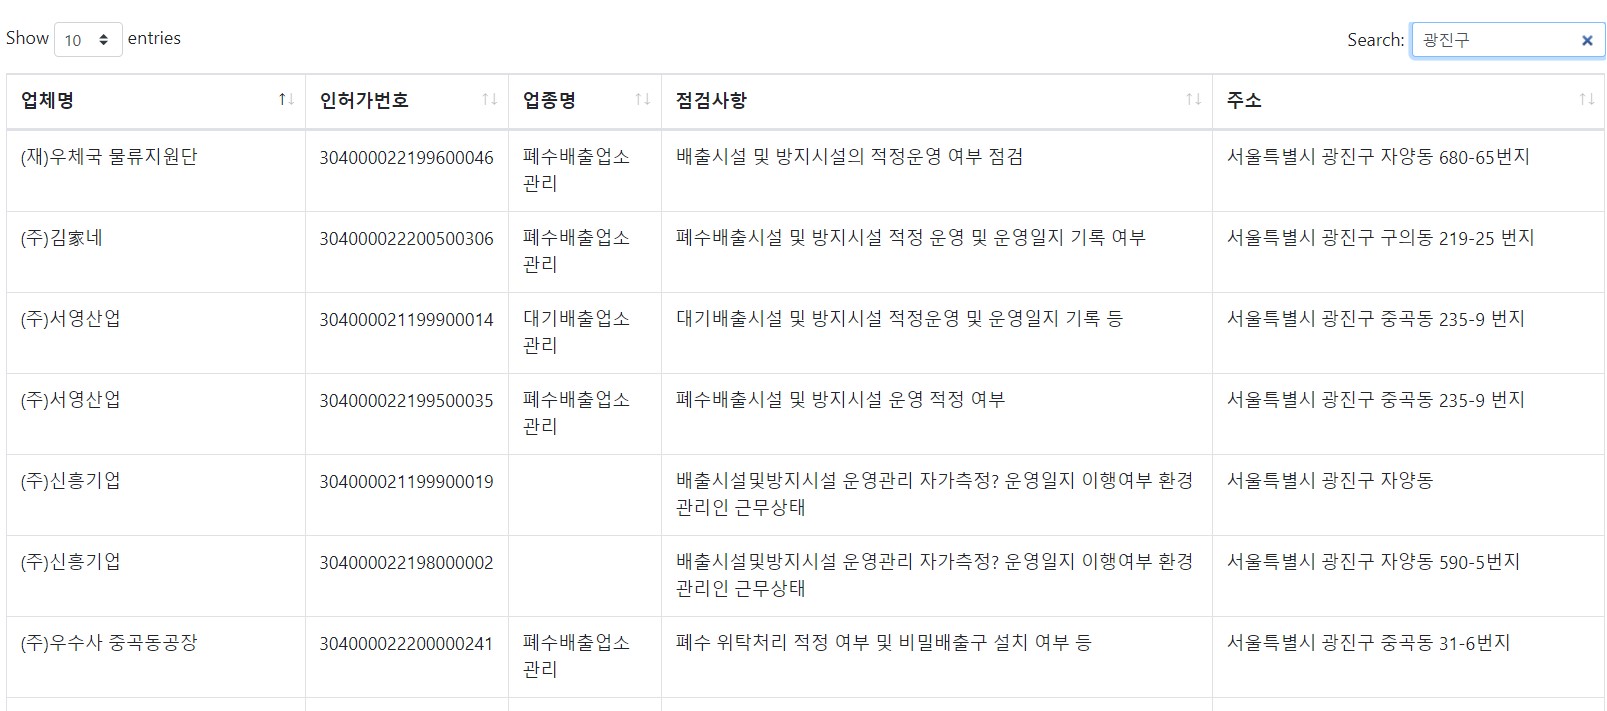 Show 10 entries Search: 광진구
업체명 인허가번호 업종명 점검사항 주소
(재)우체국 물류지원단 304000022199600046 폐수배출업소 배출시설 및 방지시설의 적정운영 여부 점검 서울특별시 광진구 자양동 680-65번지
관리
(주)김家네 304000022200500306 폐수배출업소 폐수배출시설 및 방지시설 적정 운영 및 운영일지 기록 여부 서울특별시 광진구 구의동 219-25 번지
관리
(주)서영산업 304000021199900014 대기배출업소 대기배출시설 및 방지시설 적정운영 및 운영일지 기록 등 서울특별시 광진구 중곡동 235-9 번지
관리
(주)서영산업 304000022199500035 폐수배출업소 폐수배출시설 및 방지시설 운영 적정 여부 서울특별시 광진구 중곡동 235-9 번지
관리
(주)신흥기업 304000021199900019 배출시설및방지시설 운영관리 자가측정? 운영일지 이행여부 환경 서울특별시 광진구 자양동
관리인 근무상태
(주)신흥기업 304000022198000002 배출시설및방지시설 운영관리 자가측정? 운영일지 이행여부 환경 서울특별시 광진구 자양동 590-5번지
관리인 근무상태
(주)우수사 중곡동공장 304000022200000241 폐수배출업소 폐수 위탁처리 적정 여부 및 비밀배출구 설치 여부 등 서울특별시 광진구 중곡동 31-6번지
관리